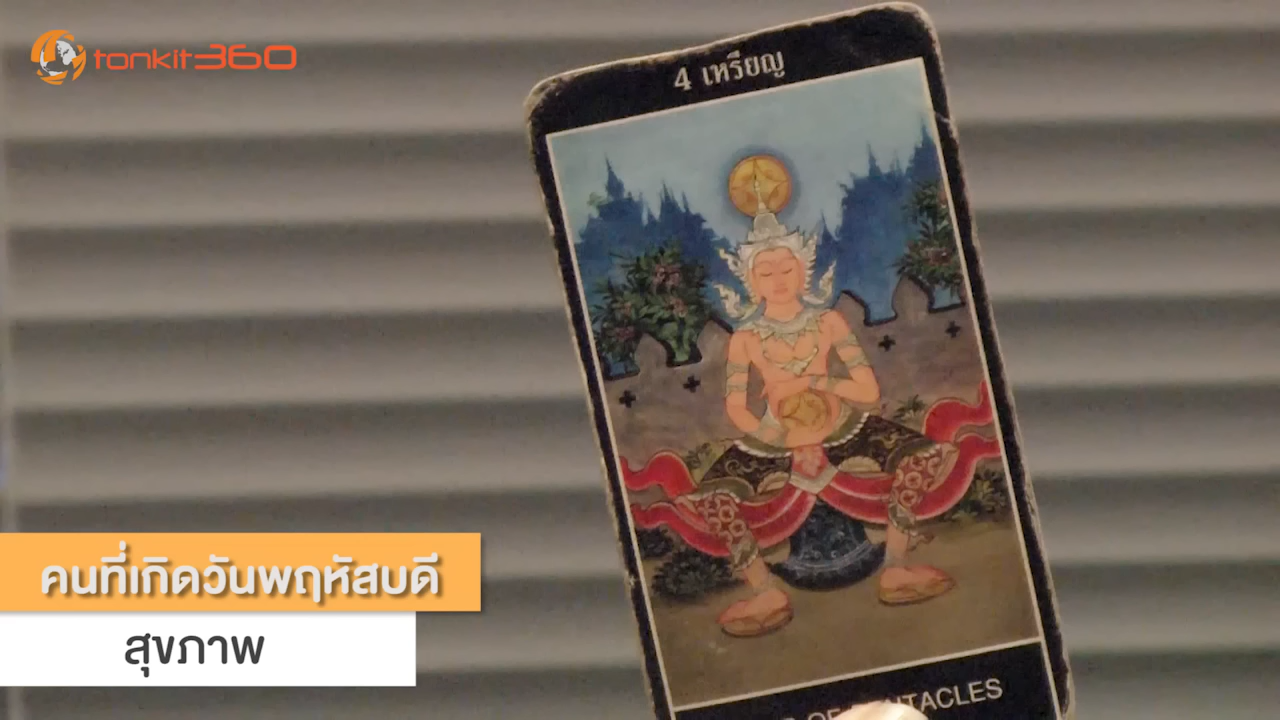 tonkit360
4 เหรียญ
คนที่เกิดวันพฤหัสบดี
สุขภาพ
OF